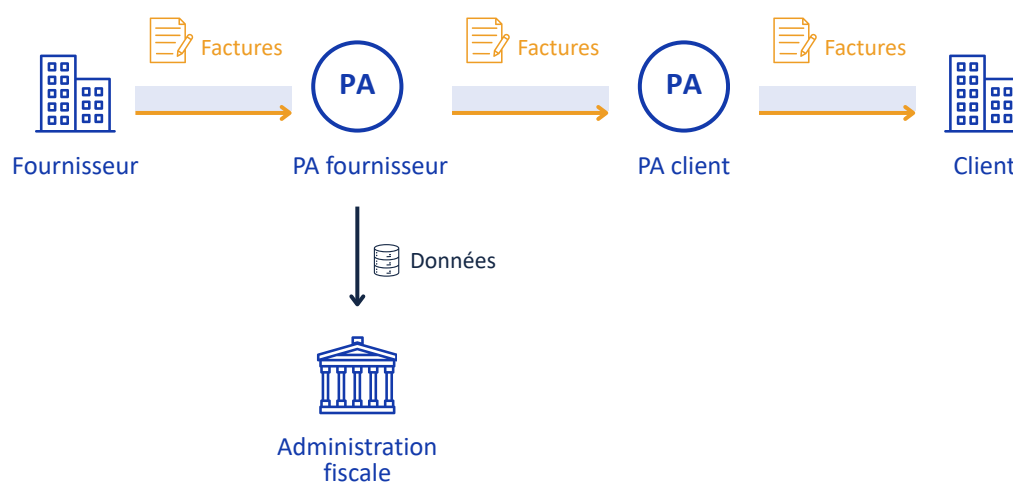 Factures
Factures
Factures
PA
PA
Fournisseur
PA fournisseur
PA client
Client
Données
Administration
fiscale